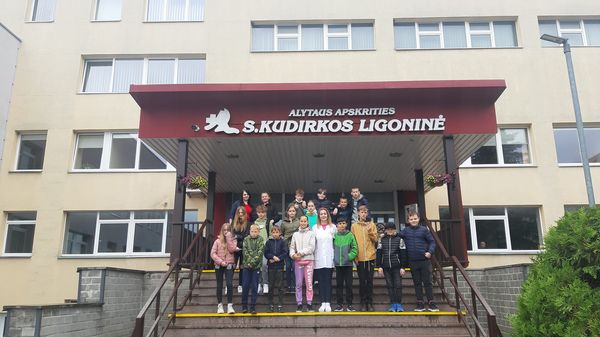 ALYTAUS APSKRITIES
S.KUDIRKOS LIGONINĖ